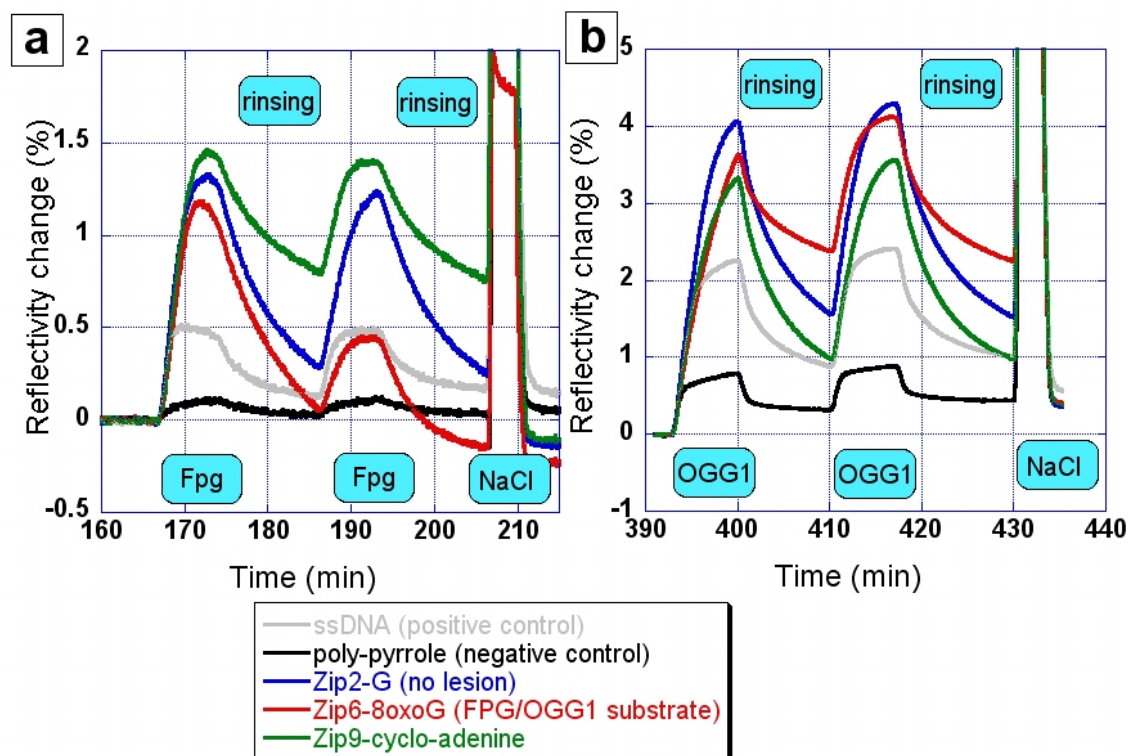 a
Reflectivity change (%)
2
1.5
1
0.5
0
-0.5
rinsing
rinsing
Fpg
Fpg
NaCl
160 170 180 190 200 210
Time (min)
b
Reflectivity change (%)
5
4
3
2
1
0
-1
rinsing
rinsing
OGG1
OGG1
NaCl
390 400 410 420 430 440
Time (min)
ssDNA (positive control)
poly-pyrrole (negative control)
Zip2-G (no lesion)
Zip6-8oxoG (FPG/OGG1 substrate)
Zip9-cyclo-adenine